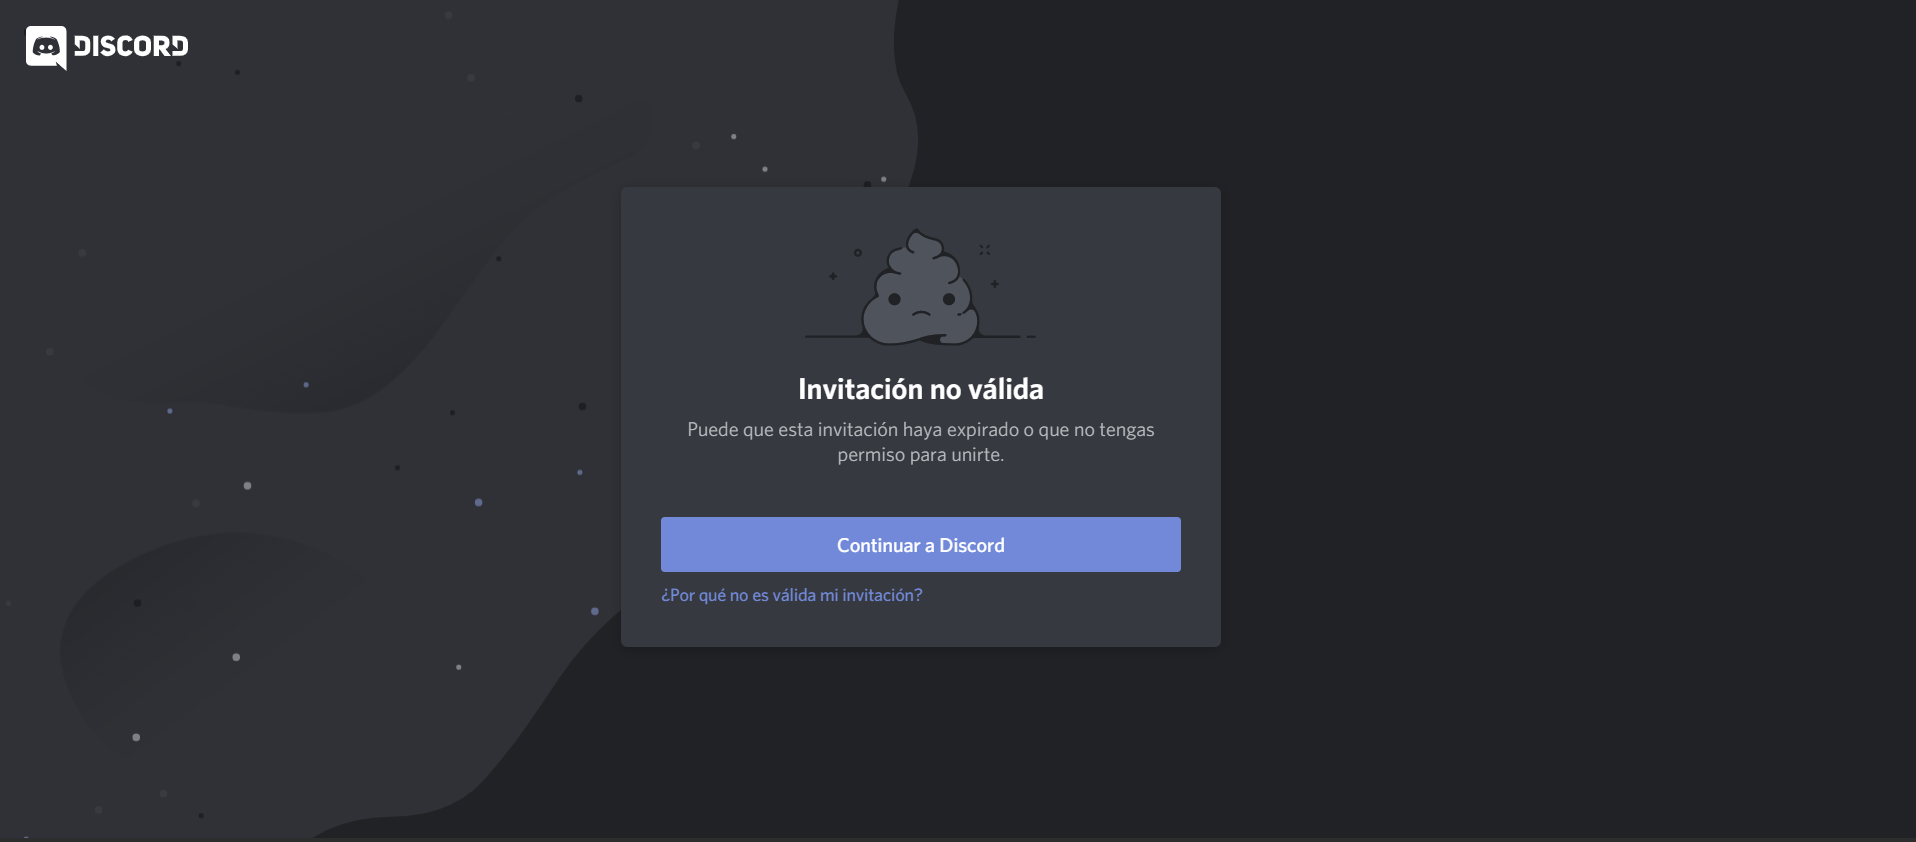 DISCORD
Invitación no válida
Puede que esta invitación haya expirado o que no tengas
permiso para unirte.
Continuar a Discord
¿Por qué no es válida mi invitación?